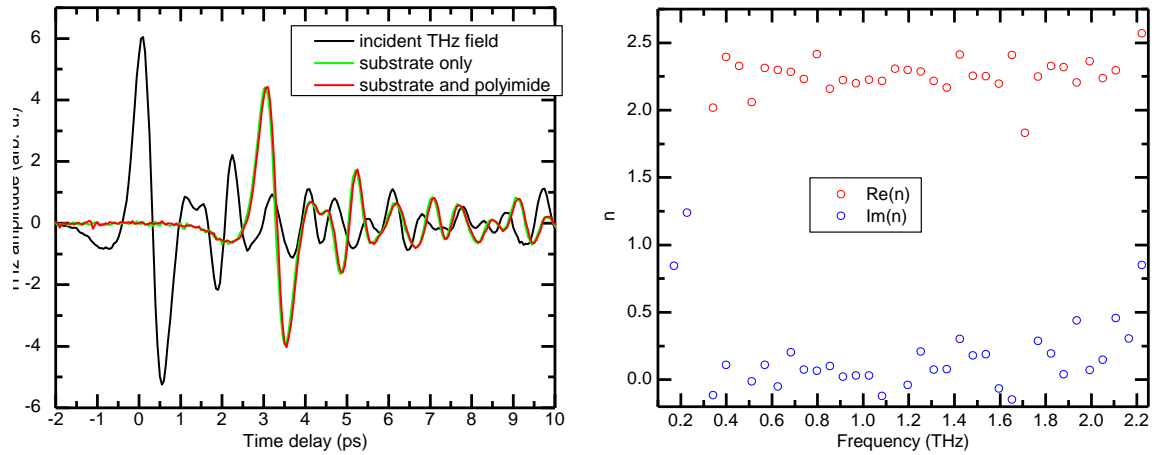 6
4
2
0
-2
-4
-6
THz amplitude (arb. u.)
incident THz field
substrate only
substrate and polyimide
-2 -1 0 1 2 3 4 5 6 7 8 9 10
Time delay (ps)
2.5
2.0
1.5
1.0
0.5
0.0
n
Re(n)
Im(n)
0.2 0.4 0.6 0.8 1.0 1.2 1.4 1.6 1.8 2.0 2.2
Frequency (THz)